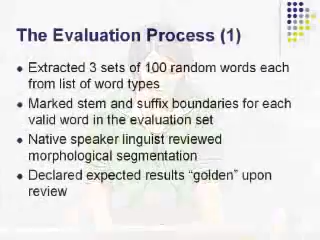 The Evaluation Process (1)
Extracted 3 sets of 100 random words each
from list of word types
Marked stem and suffix boundaries for each
valid word in the evaluation set
Native speaker linguist reviewed
morphological segmentation
Declared expected results “golden” upon
review